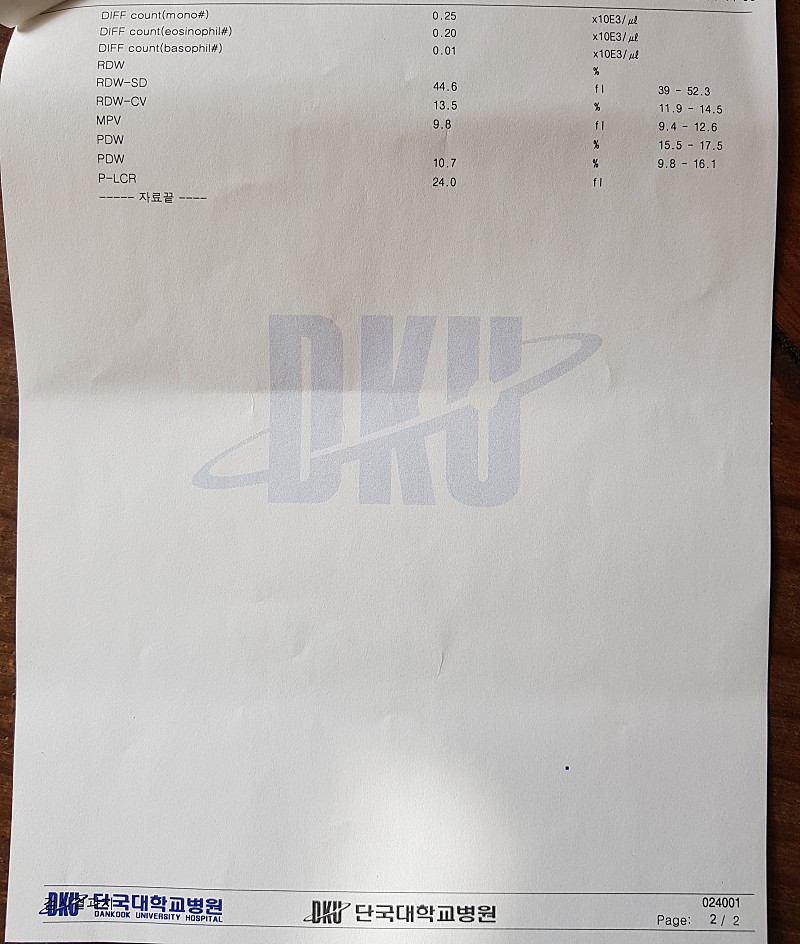 DIFF count(mono#) 0.25 x10E3/㎕
DIFF count(eosinophil#) 0.20 x10E3/㎕
DIFF count(basophil#) 0.01 x10E3/㎕
RDW %
RDW-SD 44.6 fl 39 - 52.3
RDW-CV 13.5 % 11.9 - 14.5
MPV 9.8 fl 9.4 - 12.6
PDW % 15.5 - 17.5
PDW 10.7 % 9.8 - 16.1
P-LCR 24.0 fl
----- 자료끝 ----
DKU
DKU 단국대학교병원
DANKOOK UNIVERSITY HOSPITAL
DKU 단국대학교병원
024001
Page: 2 / 2